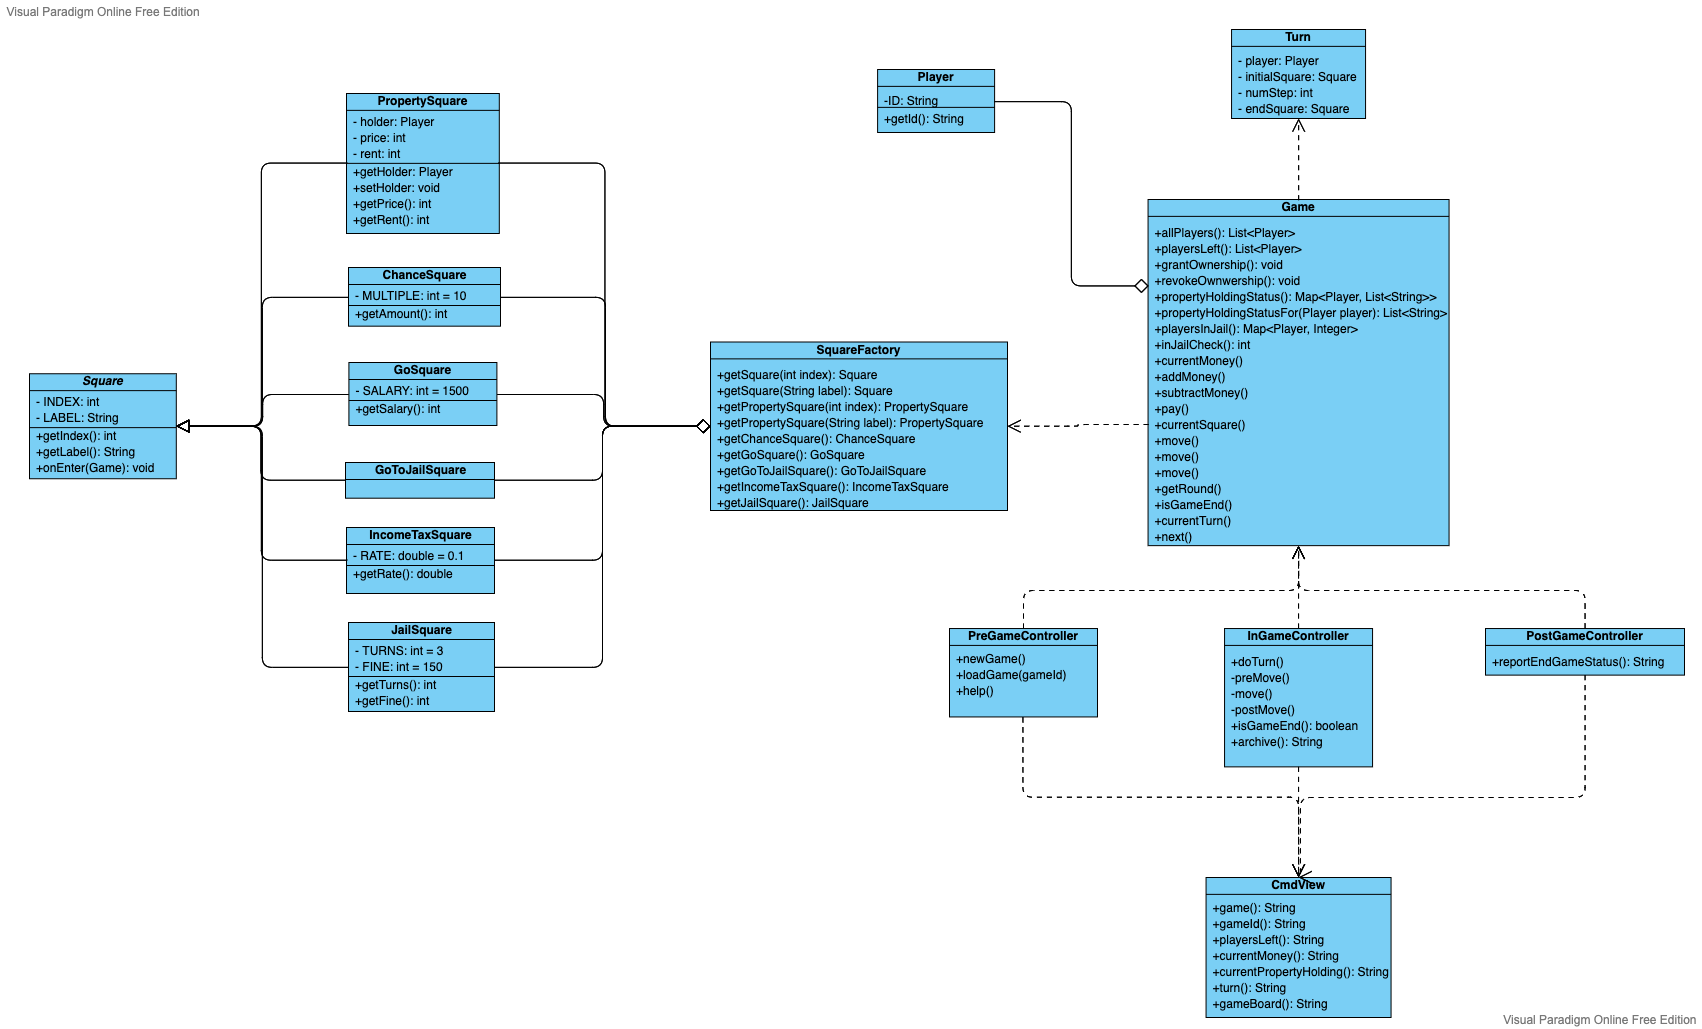 Visual Paradigm Online Free Edition
Turn
- player: Player
- initialSquare: Square
- numStep: int
- endSquare: Square
Player
-ID: String
+getId(): String
PropertySquare
- holder: Player
- price: int
- rent: int
+getHolder: Player
+setHolder: void
+getPrice(): int
+getRent(): int
ChanceSquare
- MULTIPLE: int = 10
+getAmount(): int
GoSquare
- SALARY: int = 1500
+getSalary(): int
GoToJailSquare
IncomeTaxSquare
- RATE: double = 0.1
+getRate(): double
JailSquare
- TURNS: int = 3
- FINE: int = 150
+getTurns(): int
+getFine(): int
Square
- INDEX: int
- LABEL: String
+getIndex(): int
+getLabel(): String
+onEnter(Game): void
SquareFactory
+getSquare(int index): Square
+getSquare(String label): Square
+getPropertySquare(int index): PropertySquare
+getPropertySquare(String label): PropertySquare
+getChanceSquare(): ChanceSquare
+getGoSquare(): GoSquare
+getGoToJailSquare(): GoToJailSquare
+getIncomeTaxSquare(): IncomeTaxSquare
+getJailSquare(): JailSquare
Game
+allPlayers(): List<Player>
+playersLeft(): List<Player>
+grantOwnership(): void
+revokeOwnwership(): void
+propertyHoldingStatus(): Map<Player, List<String>>
+propertyHoldingStatusFor(Player player): List<String>
+playersInJail(): Map<Player, Integer>
+inJailCheck(): int
+currentMoney()
+addMoney()
+subtractMoney()
+pay()
+currentSquare()
+move()
+move()
+move()
+getRound()
+isGameEnd()
+currentTurn()
+next()
PreGameController
+newGame()
+loadGame(gameId)
+help()
InGameController
+doTurn()
-preMove()
-move()
-postMove()
+isGameEnd(): boolean
+archive(): String
PostGameController
+reportEndGameStatus(): String
CmdView
+game(): String
+gameId(): String
+playersLeft(): String
+currentMoney(): String
+currentPropertyHolding(): String
+turn(): String
+gameBoard(): String
Visual Paradigm Online Free Edition